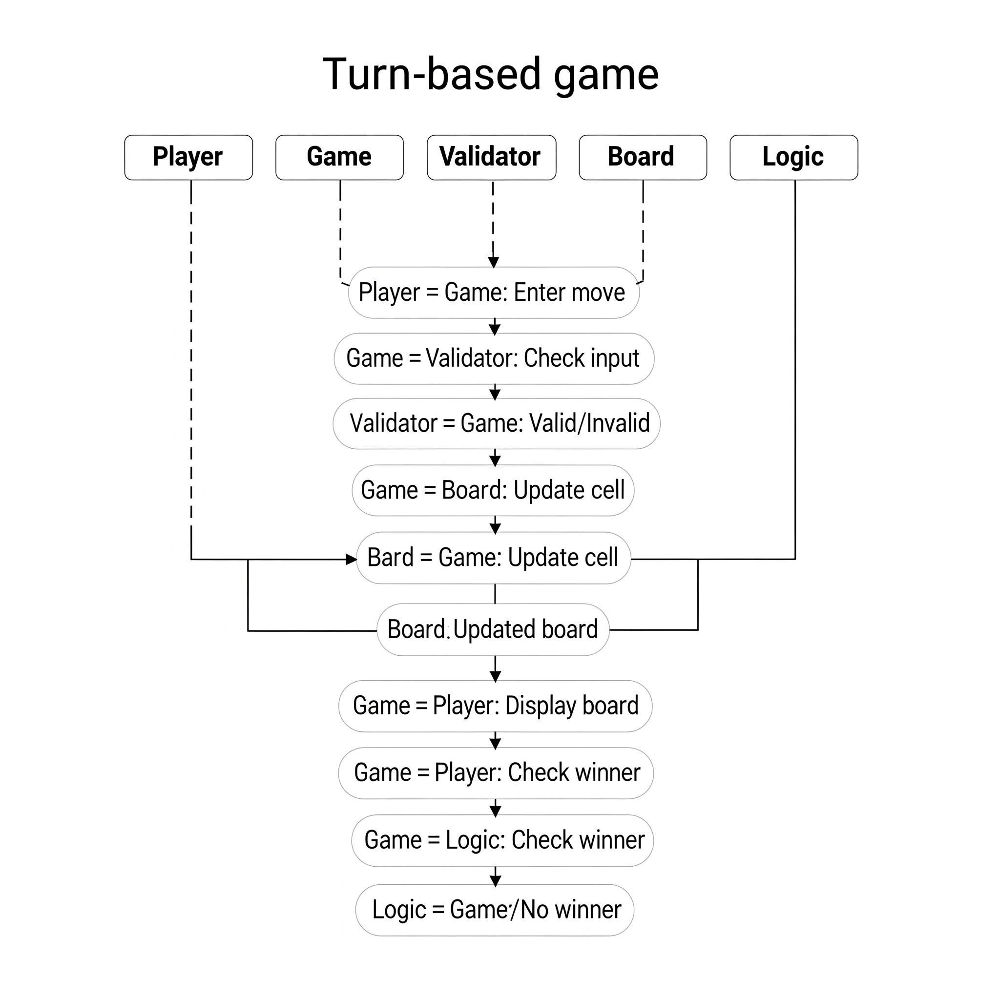 Turn-based game
Player
Game
Validator
Board
Logic
Player = Game: Enter move
Game = Validator: Check input
Validator = Game: Valid/Invalid
Game = Board: Update cell
Bard = Game: Update cell
Board: Updated board
Game = Player: Display board
Game = Player: Check winner
Game = Logic: Check winner
Logic = Game:/No winner